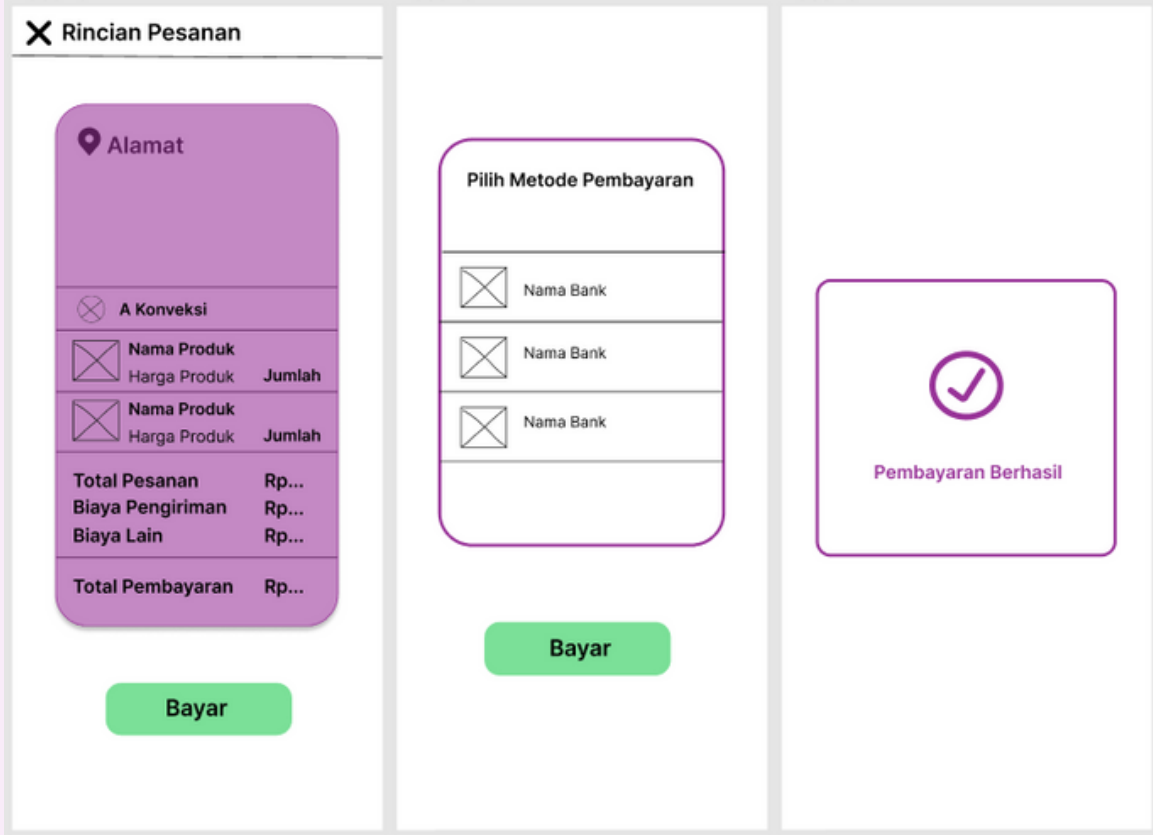 Rincian Pesanan
Alamat
A Konveksi
Nama Produk
Harga Produk Jumlah
Nama Produk
Harga Produk Jumlah
Total Pesanan Rp...
Biaya Pengiriman Rp...
Biaya Lain Rp...
Total Pembayaran Rp...
Bayar
Pilih Metode Pembayaran
Nama Bank
Nama Bank
Nama Bank
Bayar
Pembayaran Berhasil